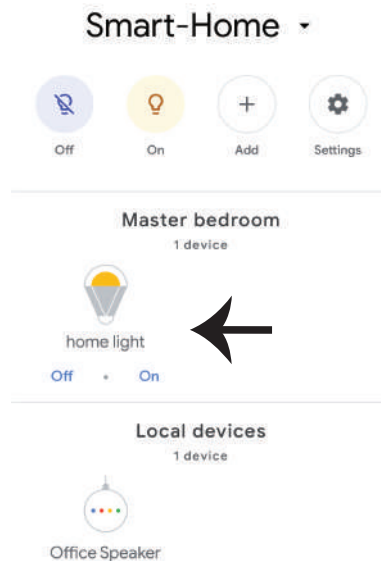 Smart-Home
Off On Add Settings
Master bedroom
1 device
home light
Off • On
Local devices
1 device
Office Speaker